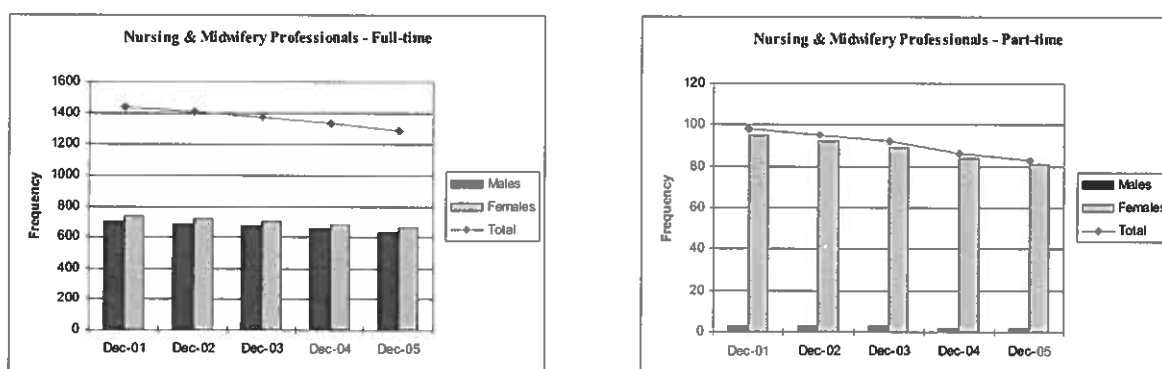 Nursing & Midwifery Professionals - Full-time
1600
1400
1200
1000
800
600
400
200
0
Frequency
Dec-01 Dec-02 Dec-03 Dec-04 Dec-05
Males
Females
Total
Nursing & Midwifery Professionals - Part-time
120
100
80
60
40
20
0
Frequency
Dec-01 Dec-02 Dec-03 Dec-04 Dec-05
Males
Females
Total